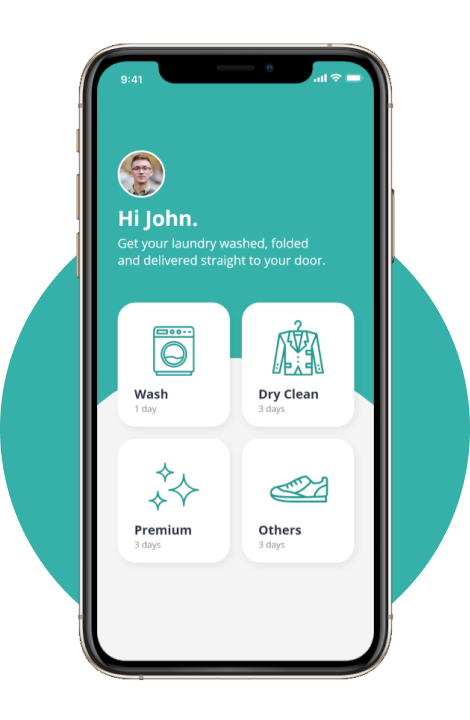 9:41
Hi John.
Get your laundry washed, folded
and delivered straight to your door.
Wash
1 day
Dry Clean
3 days
Premium
3 days
Others
3 days